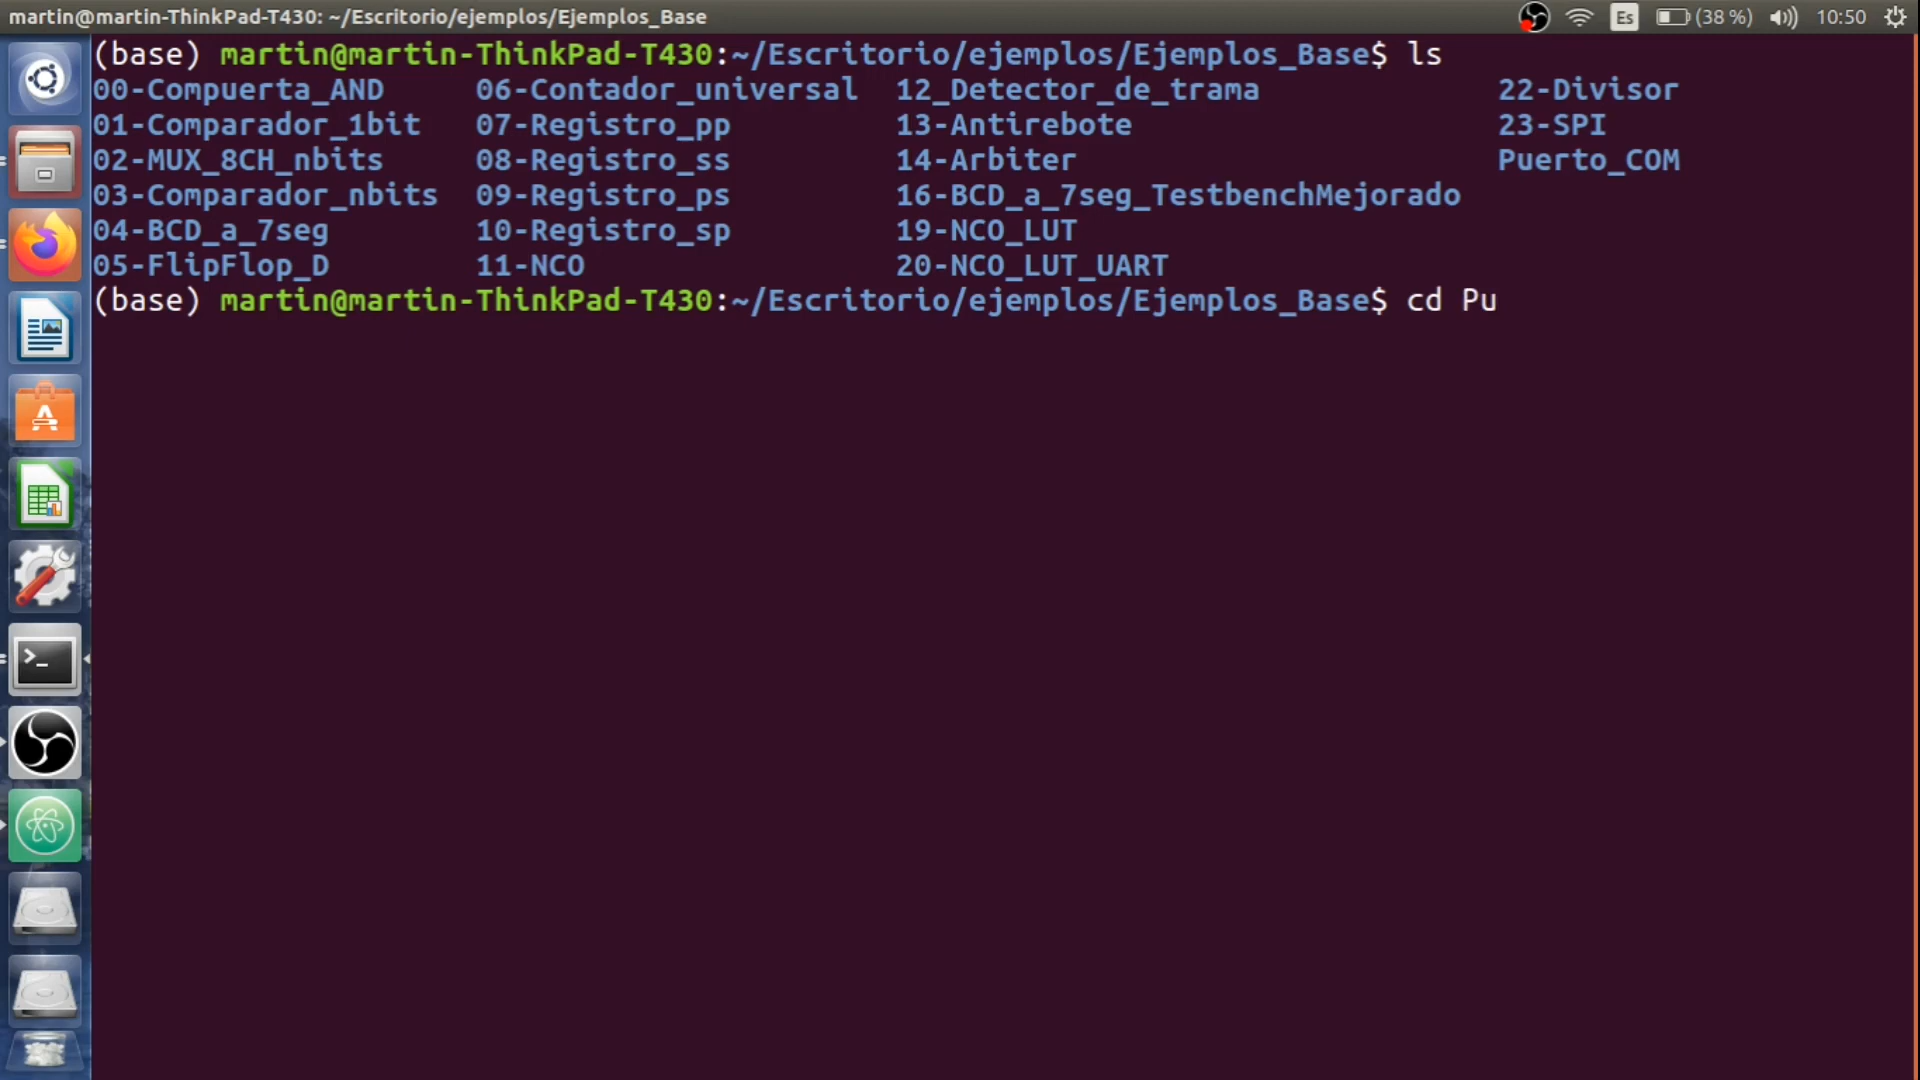 martin@martin-ThinkPad-T430: ~/Escritorio/ejemplos/Ejemplos_Base Es (38 %) 10:50
(base) martin@martin-ThinkPad-T430:~/Escritorio/ejemplos/Ejemplos_Base$ ls
00-Compuerta_AND 06-Contador_universal 12_Detector_de_trama 22-Divisor
01-Comparador_1bit 07-Registro_pp 13-Antirebote 23-SPI
02-MUX_8CH_nbits 08-Registro_ss 14-Arbiter Puerto_COM
03-Comparador_nbits 09-Registro_ps 16-BCD_a_7seg_TestbenchMejorado
04-BCD_a_7seg 10-Registro_sp 19-NCO_LUT
05-FlipFlop_D 11-NCO 20-NCO_LUT_UART
(base) martin@martin-ThinkPad-T430:~/Escritorio/ejemplos/Ejemplos_Base$ cd Pu